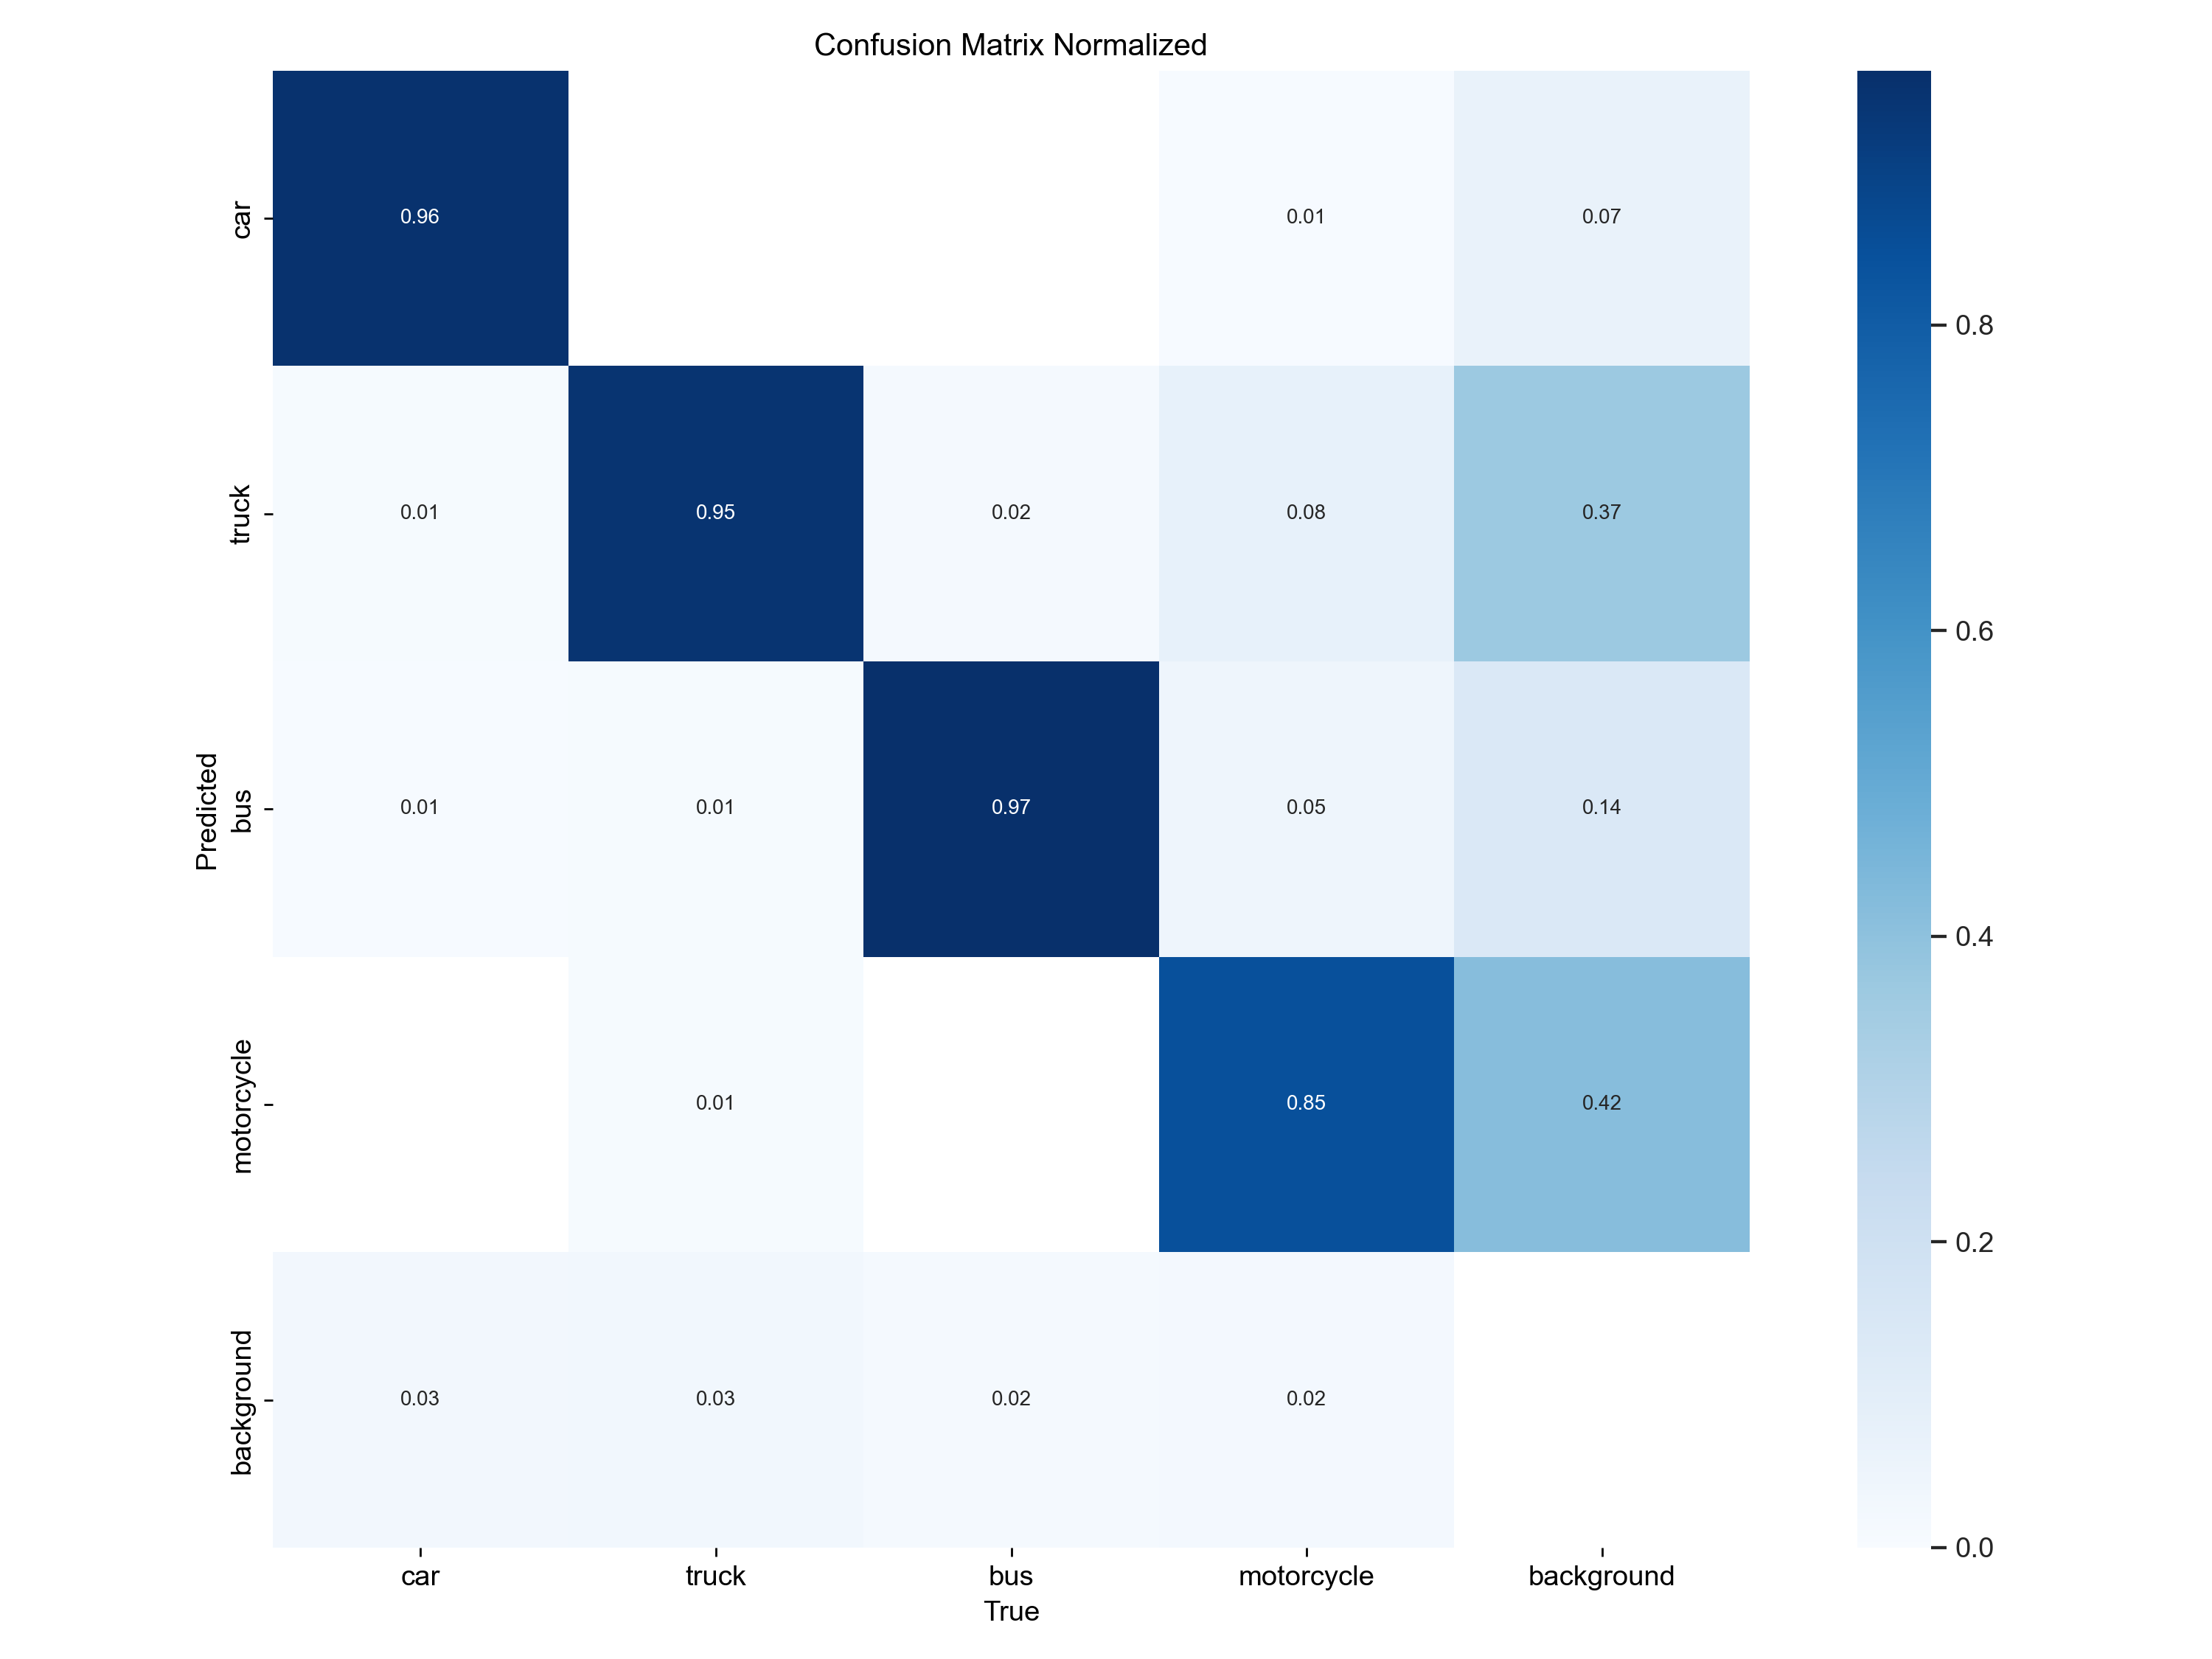 Confusion Matrix Normalized
car
0.96
0.01
0.07
truck
0.01
0.95
0.02
0.08
0.37
bus
0.01
0.01
0.97
0.05
0.14
motorcycle
0.01
0.85
0.42
background
0.03
0.03
0.02
0.02
Predicted
car
truck
bus
motorcycle
background
True
0.8
0.6
0.4
0.2
0.0